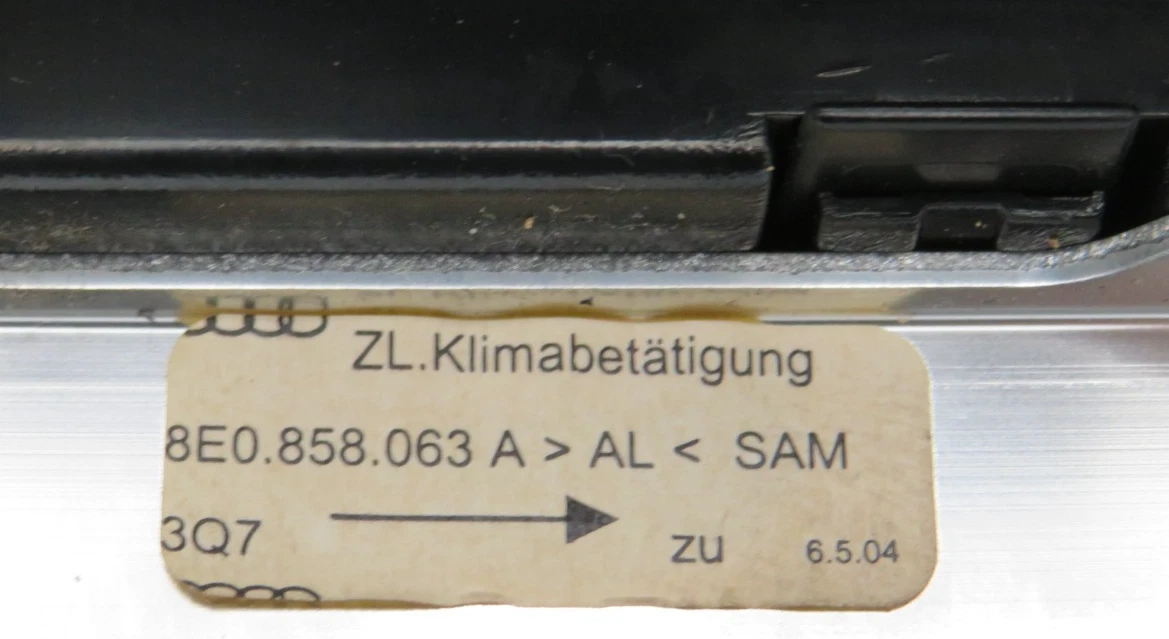 ZL.Klimabetätigung
8E0.858.063 A > AL < SAM
3Q7 zu 6.5.04